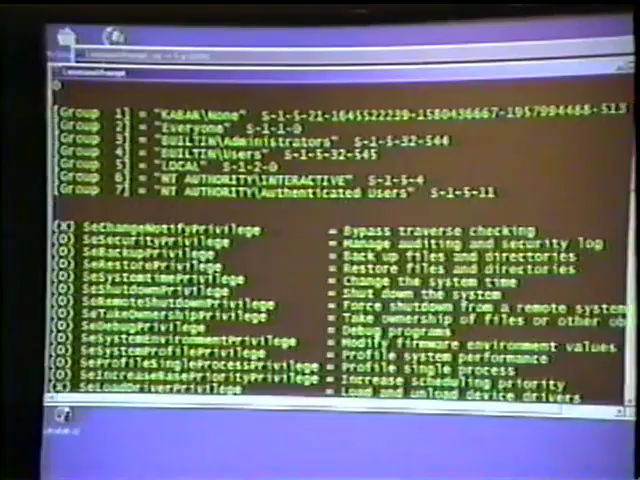 [Group 1] = "KABAK\None" S-1-5-21-1645522239-1580436667-1957994488-513
[Group 2] = "Everyone" S-1-1-0
[Group 3] = "BUILTIN\Administrators" S-1-5-32-544
[Group 4] = "BUILTIN\Users" S-1-5-32-545
[Group 5] = "LOCAL" S-1-2-0
[Group 6] = "NT AUTHORITY\INTERACTIVE" S-1-5-4
[Group 7] = "NT AUTHORITY\Authenticated Users" S-1-5-11
(X) SeChangeNotifyPrivilege = Bypass traverse checking
(O) SeSecurityPrivilege = Manage auditing and security log
(O) SeBackupPrivilege = Back up files and directories
(O) SeRestorePrivilege = Restore files and directories
(O) SeSystemtimePrivilege = Change the system time
(O) SeShutdownPrivilege = Shut down the system
(O) SeRemoteShutdownPrivilege = Force shutdown from a remote system
(O) SeTakeOwnershipPrivilege = Take ownership of files or other ob
(O) SeDebugPrivilege = Debug programs
(O) SeSystemEnvironmentPrivilege = Modify firmware environment values
(O) SeSystemProfilePrivilege = Profile system performance
(O) SeProfileSingleProcessPrivilege = Profile single process
(O) SeIncreaseBasePriorityPrivilege = Increase scheduling priority
(X) SeLoadDriverPrivilege = Load and unload device drivers